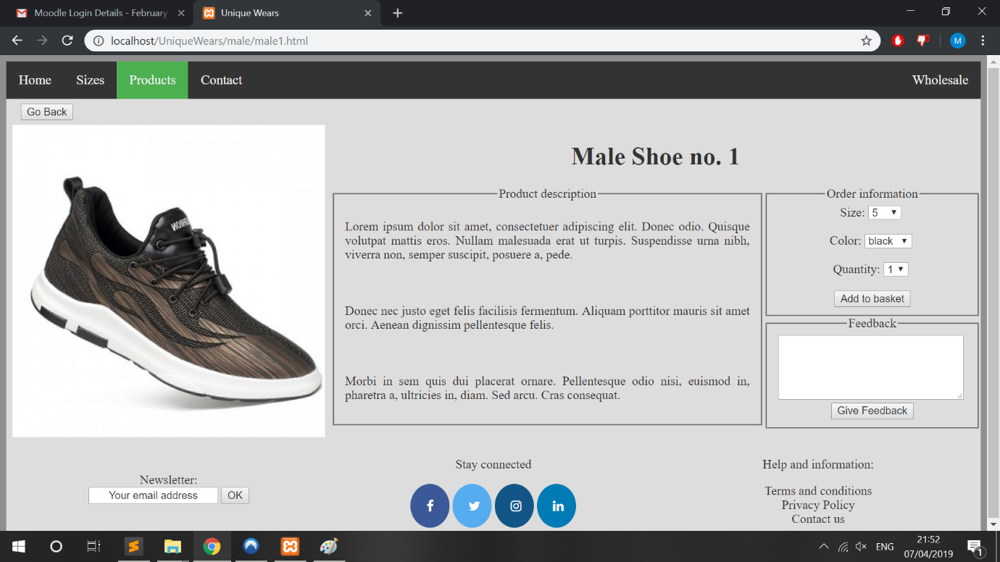 Moodle Login Details - February
Unique Wears
localhost/UniqueWears/male/male1.html
M
Home Sizes Products Contact Wholesale
Go Back
Male Shoe no. 1
Product description
Lorem ipsum dolor sit amet, consectetuer adipiscing elit. Donec odio. Quisque
volutpat mattis eros. Nullam malesuada erat ut turpis. Suspendisse urna nibh,
viverra non, semper suscipit, posuere a, pede.
Donec nec justo eget felis facilisis fermentum. Aliquam porttitor mauris sit amet
orci. Aenean dignissim pellentesque felis.
Morbi in sem quis dui placerat ornare. Pellentesque odio nisi, euismod in,
pharetra a, ultricies in, diam. Sed arcu. Cras consequat.
Order information
Size: 5
Color: black
Quantity: 1
Add to basket
Feedback
Give Feedback
Newsletter:
Your email address OK
Stay connected
f in
Help and information:
Terms and conditions
Privacy Policy
Contact us
ENG
21:52
07/04/2019
1